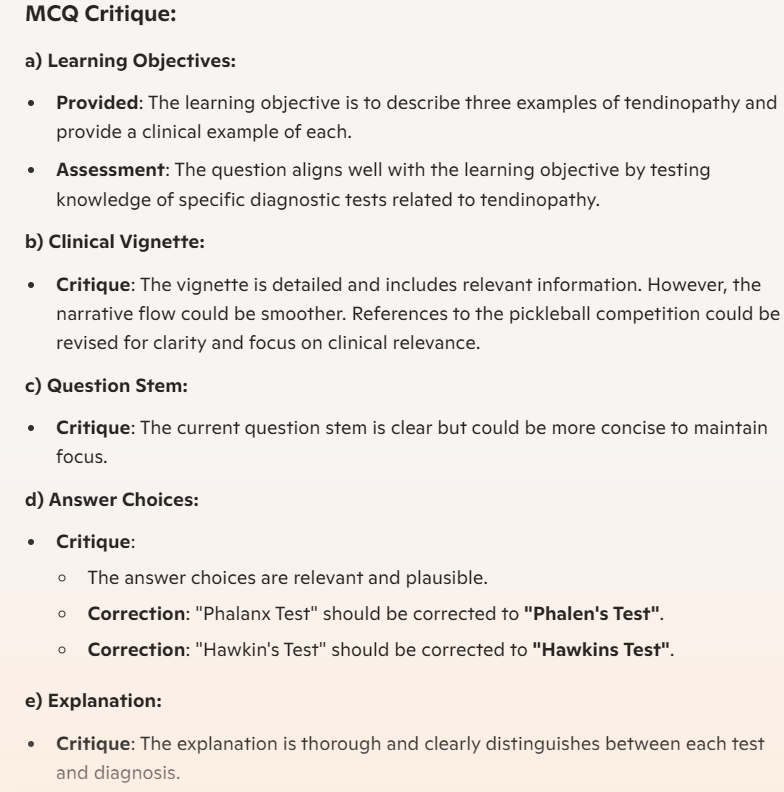 MCQ Critique:
a) Learning Objectives:
• Provided: The learning objective is to describe three examples of tendinopathy and
provide a clinical example of each.
• Assessment: The question aligns well with the learning objective by testing
knowledge of specific diagnostic tests related to tendinopathy.
b) Clinical Vignette:
• Critique: The vignette is detailed and includes relevant information. However, the
narrative flow could be smoother. References to the pickleball competition could be
revised for clarity and focus on clinical relevance.
c) Question Stem:
• Critique: The current question stem is clear but could be more concise to maintain
focus.
d) Answer Choices:
• Critique:
◦ The answer choices are relevant and plausible.
◦ Correction: "Phalanx Test" should be corrected to "Phalen's Test".
◦ Correction: "Hawkin's Test" should be corrected to "Hawkins Test".
e) Explanation:
• Critique: The explanation is thorough and clearly distinguishes between each test
and diagnosis.